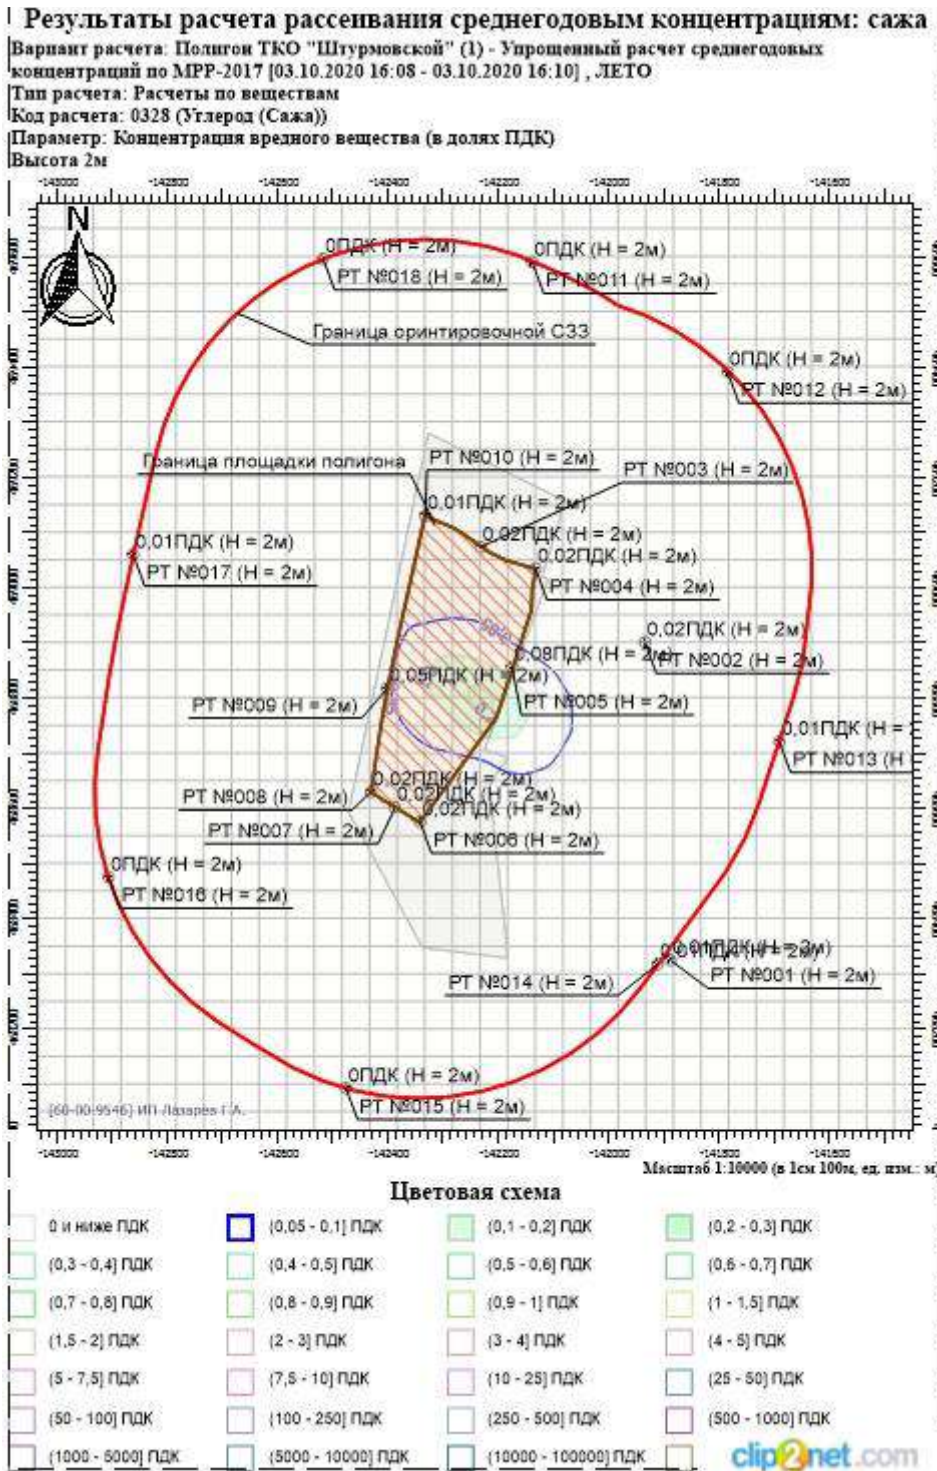 Результаты расчета рассеивания среднегодовым концентрациям: сажа
Вариант расчета: Полигон ТКО "Штурмовской" (1) - Упрощенный расчет среднегодовых
концентраций по МРР-2017 [03.10.2020 16:08 - 03.10.2020 16:10] , ЛЕТО
Тип расчета: Расчеты по веществам
Код расчета: 0328 (Углерод (Сажа))
Параметр: Концентрация вредного вещества (в долях ПДК)
Высота 2м
N
0ПДК (Н = 2м)
РТ №018 (Н = 2м)
0ПДК (Н = 2м)
РТ №011 (Н = 2м)
Граница оринтировочной СЗЗ
0ПДК (Н = 2м)
РТ №012 (Н = 2м)
Граница площадки полигона
РТ №010 (Н = 2м)
РТ №003 (Н = 2м)
0,01ПДК (Н = 2м)
0,02ПДК (Н = 2м)
0,02ПДК (Н = 2м)
РТ №004 (Н = 2м)
0,01ПДК (Н = 2м)
РТ №017 (Н = 2м)
0,02ПДК (Н = 2м)
РТ №002 (Н = 2м)
0,08ПДК (Н = 2м)
РТ №005 (Н = 2м)
0,05ПДК (Н = 2м)
РТ №009 (Н = 2м)
0,01ПДК (Н =
РТ №013 (Н
0,02ПДК (Н = 2м)
РТ №008 (Н = 2м)
0,02ПДК (Н = 2м)
РТ №007 (Н = 2м)
0,02ПДК (Н = 2м)
РТ №006 (Н = 2м)
0ПДК (Н = 2м)
РТ №016 (Н = 2м)
0,01ПДК (Н = 2м)
РТ №014 (Н = 2м)
РТ №001 (Н = 2м)
0ПДК (Н = 2м)
РТ №015 (Н = 2м)
[60-00-9546] ИП Лазарев Г.А.
-143000 -142400 -142200 -142000
Масштаб 1:10000 (в 1см 100м, ед. изм.: м)
Цветовая схема
0 и ниже ПДК (0,05 - 0,1] ПДК (0,1 - 0,2] ПДК (0,2 - 0,3] ПДК
(0,3 - 0,4] ПДК (0,4 - 0,5] ПДК (0,5 - 0,6] ПДК (0,6 - 0,7] ПДК
(0,7 - 0,8] ПДК (0,8 - 0,9] ПДК (0,9 - 1] ПДК (1 - 1,5] ПДК
(1,5 - 2] ПДК (2 - 3] ПДК (3 - 4] ПДК (4 - 5] ПДК
(5 - 7,5] ПДК (7,5 - 10] ПДК (10 - 25] ПДК (25 - 50] ПДК
(50 - 100] ПДК (100 - 250] ПДК (250 - 500] ПДК (500 - 1000] ПДК
(1000 - 5000] ПДК (5000 - 10000] ПДК (10000 - 100000] ПДК
clip2net.com